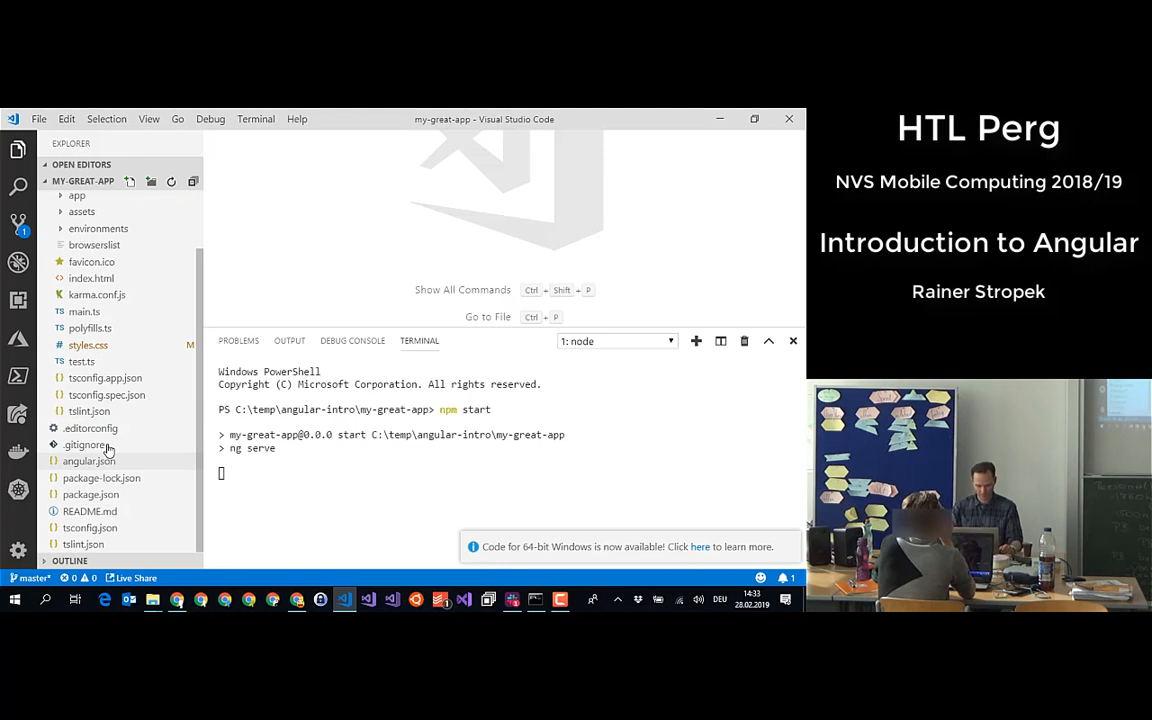 File Edit Selection View Go Debug Terminal Help
my-great-app - Visual Studio Code
EXPLORER
OPEN EDITORS
MY-GREAT-APP
app
assets
environments
browserslist
favicon.ico
index.html
karma.conf.js
main.ts
polyfills.ts
styles.css M
test.ts
tsconfig.app.json
tsconfig.spec.json
tslint.json
.editorconfig
.gitignore
angular.json
package-lock.json
package.json
README.md
tsconfig.json
tslint.json
OUTLINE
Show All Commands Ctrl + Shift + P
Go to File Ctrl + P
PROBLEMS OUTPUT DEBUG CONSOLE TERMINAL
1: node
Windows PowerShell
Copyright (C) Microsoft Corporation. All rights reserved.
PS C:\temp\angular-intro\my-great-app> npm start
> my-great-app@0.0.0 start C:\temp\angular-intro\my-great-app
> ng serve
Code for 64-bit Windows is now available! Click here to learn more.
master* 0 0 Live Share
1
DEU
14:33
28.02.2019
HTL Perg
NVS Mobile Computing 2018/19
Introduction to Angular
Rainer Stropek